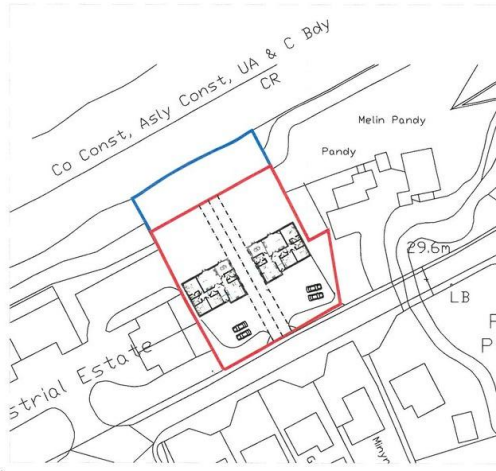 Co Const, Asly Const, UA & C Bdy
CR
Melin Pandy
Pandy
29.6m
LB
strial Estate